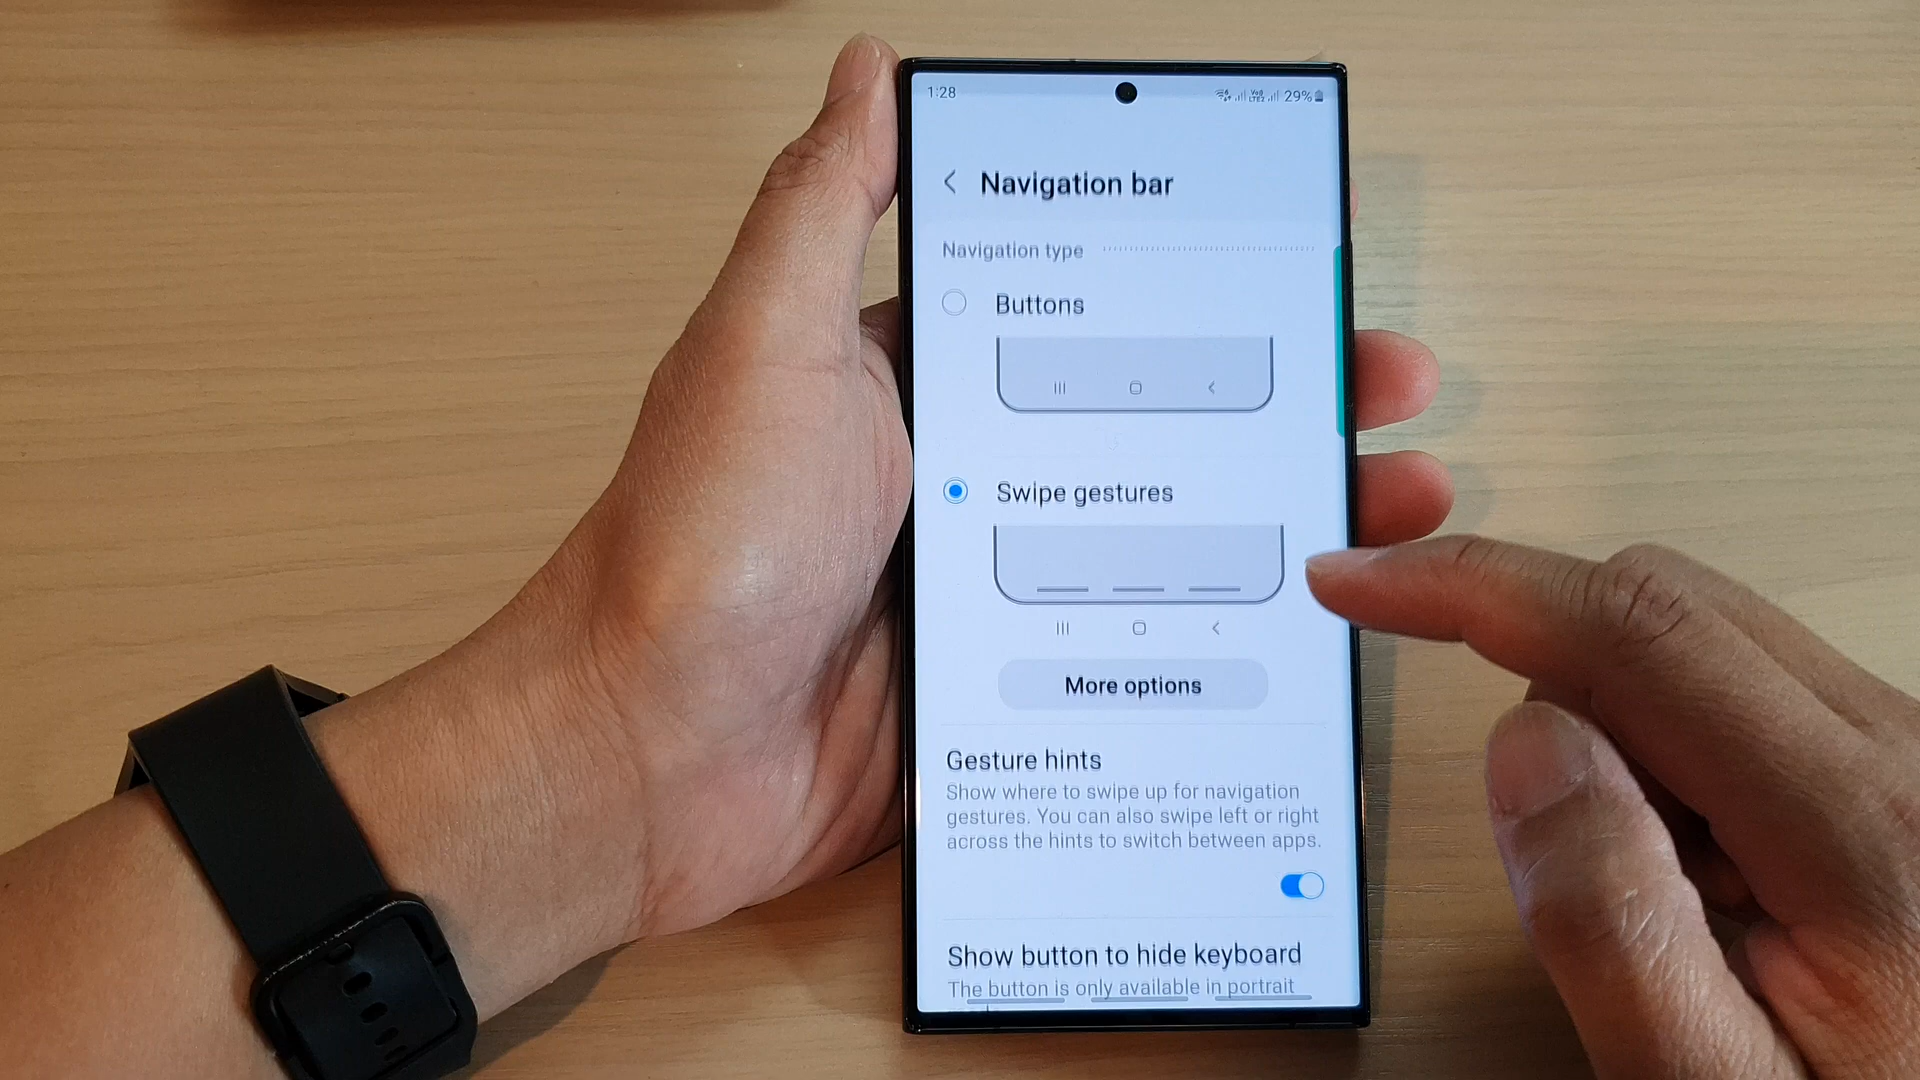 1:28
29%
Navigation bar
Navigation type
Buttons
Swipe gestures
More options
Gesture hints
Show where to swipe up for navigation
gestures. You can also swipe left or right
across the hints to switch between apps.
Show button to hide keyboard
The button is only available in portrait